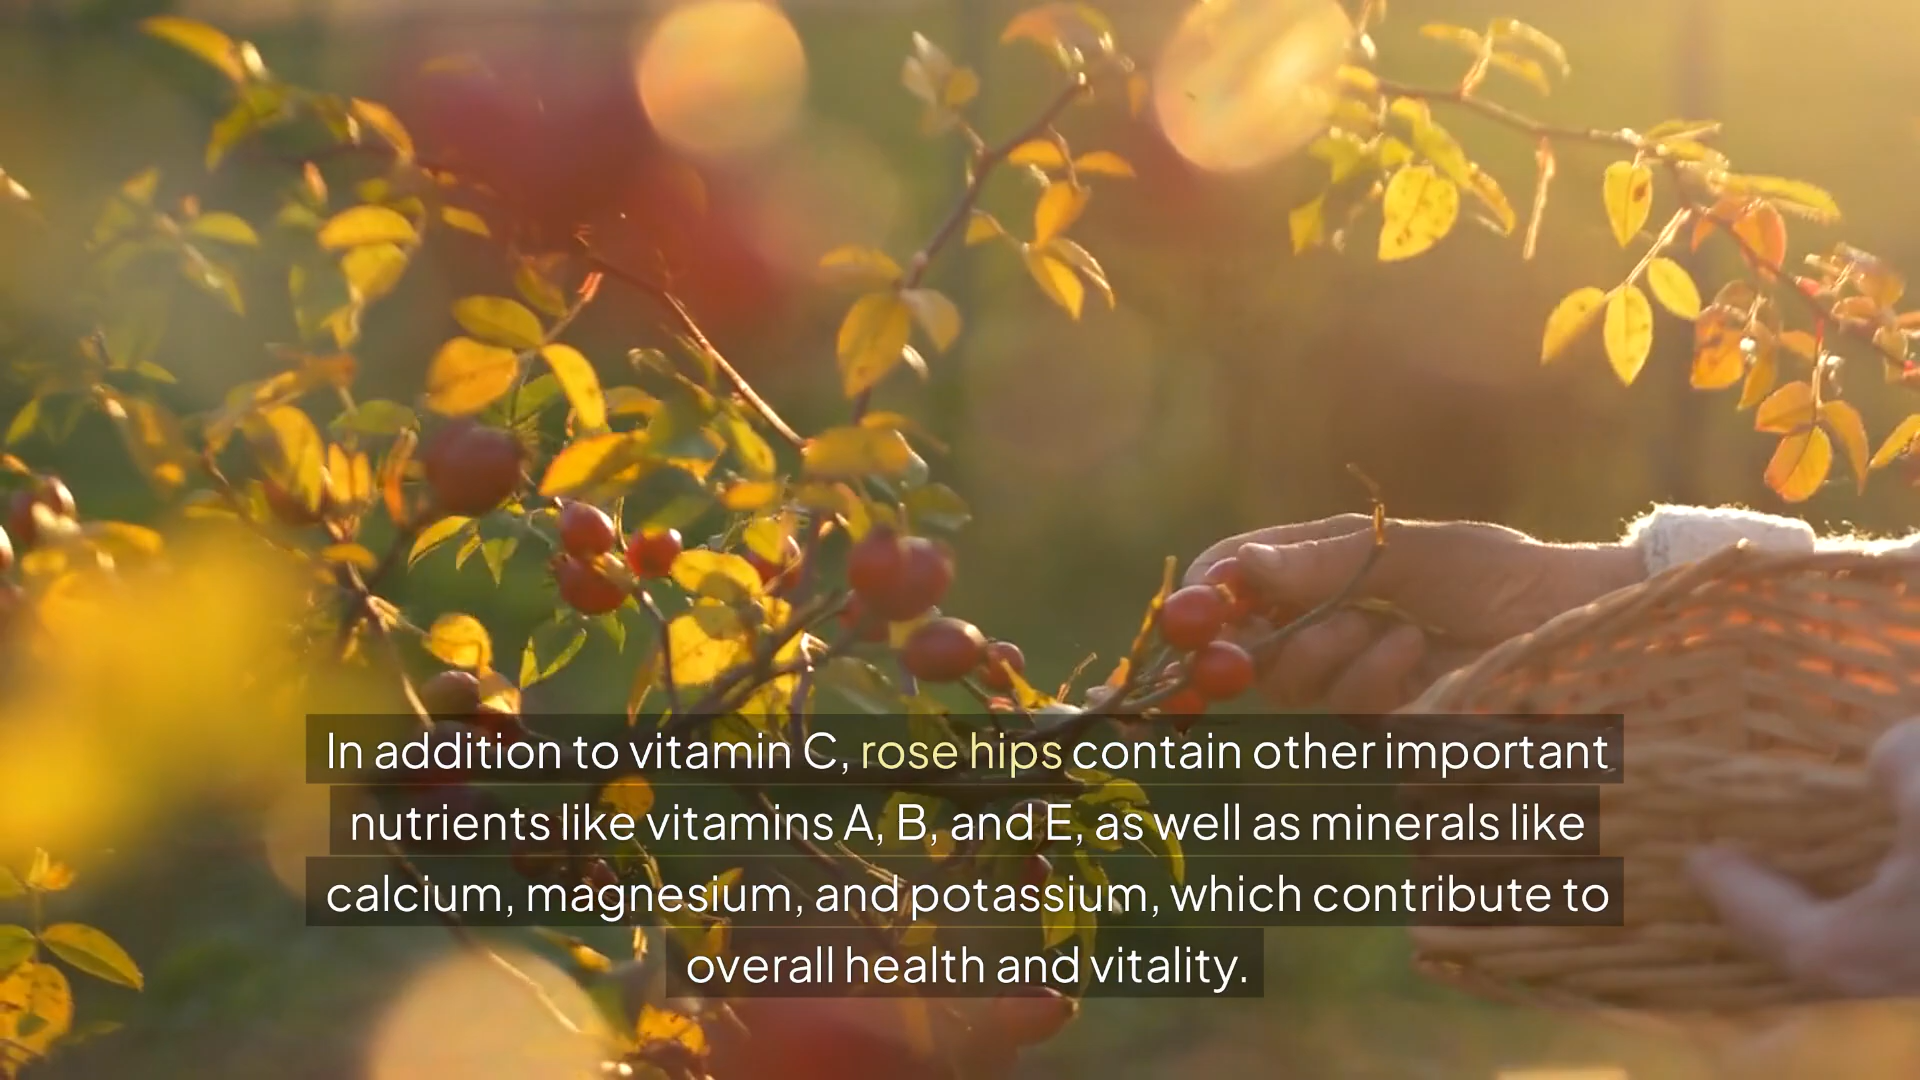 In addition to vitamin C, rose hips contain other important
nutrients like vitamins A, B, and E, as well as minerals like
calcium, magnesium, and potassium, which contribute to
overall health and vitality.